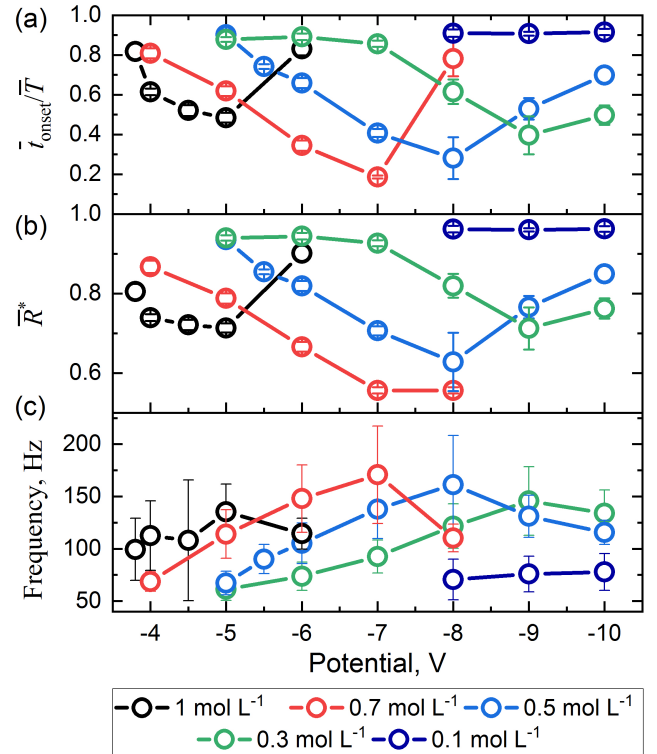 (a)
1.0
0.8
0.6
0.4
0.2
t̄onset/T̄
(b)
1.0
0.8
0.6
R̄*
(c)
200
150
100
50
Frequency, Hz
-4 -5 -6 -7 -8 -9 -10
Potential, V
1 mol L⁻¹ 0.7 mol L⁻¹ 0.5 mol L⁻¹
0.3 mol L⁻¹ 0.1 mol L⁻¹